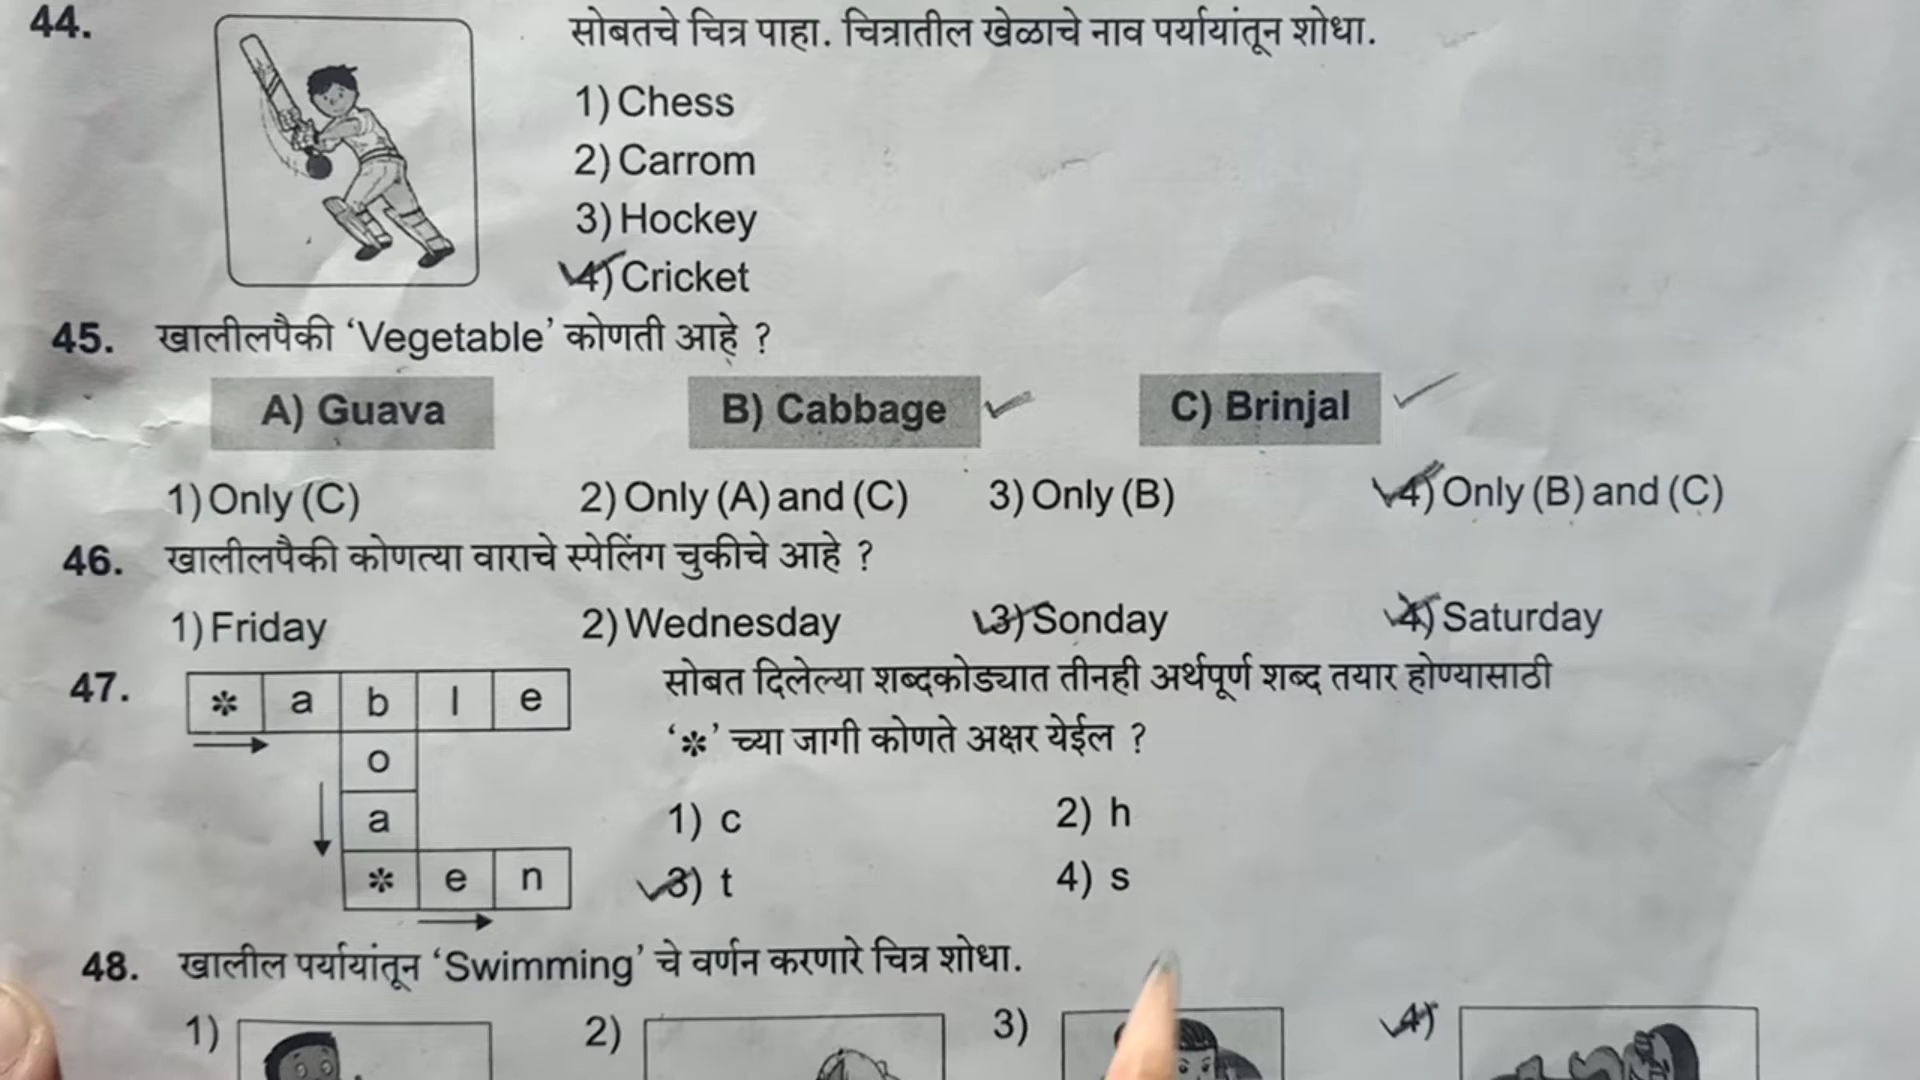 44.
सोबतचे चित्र पाहा. चित्रातील खेळाचे नाव पर्यायांतून शोधा.
1) Chess
2) Carrom
3) Hockey
4) Cricket
45. खालीलपैकी ‘Vegetable’ कोणती आहे ?
A) Guava B) Cabbage C) Brinjal
1) Only (C) 2) Only (A) and (C) 3) Only (B) 4) Only (B) and (C)
46. खालीलपैकी कोणत्या वाराचे स्पेलिंग चुकीचे आहे ?
1) Friday 2) Wednesday 3) Sonday 4) Saturday
47.
* a b l e
o
a
* e n
सोबत दिलेल्या शब्दकोड्यात तीनही अर्थपूर्ण शब्द तयार होण्यासाठी
‘*’ च्या जागी कोणते अक्षर येईल ?
1) c 2) h
3) t 4) s
48. खालील पर्यायांतून ‘Swimming’ चे वर्णन करणारे चित्र शोधा.
1) 2) 3) 4)